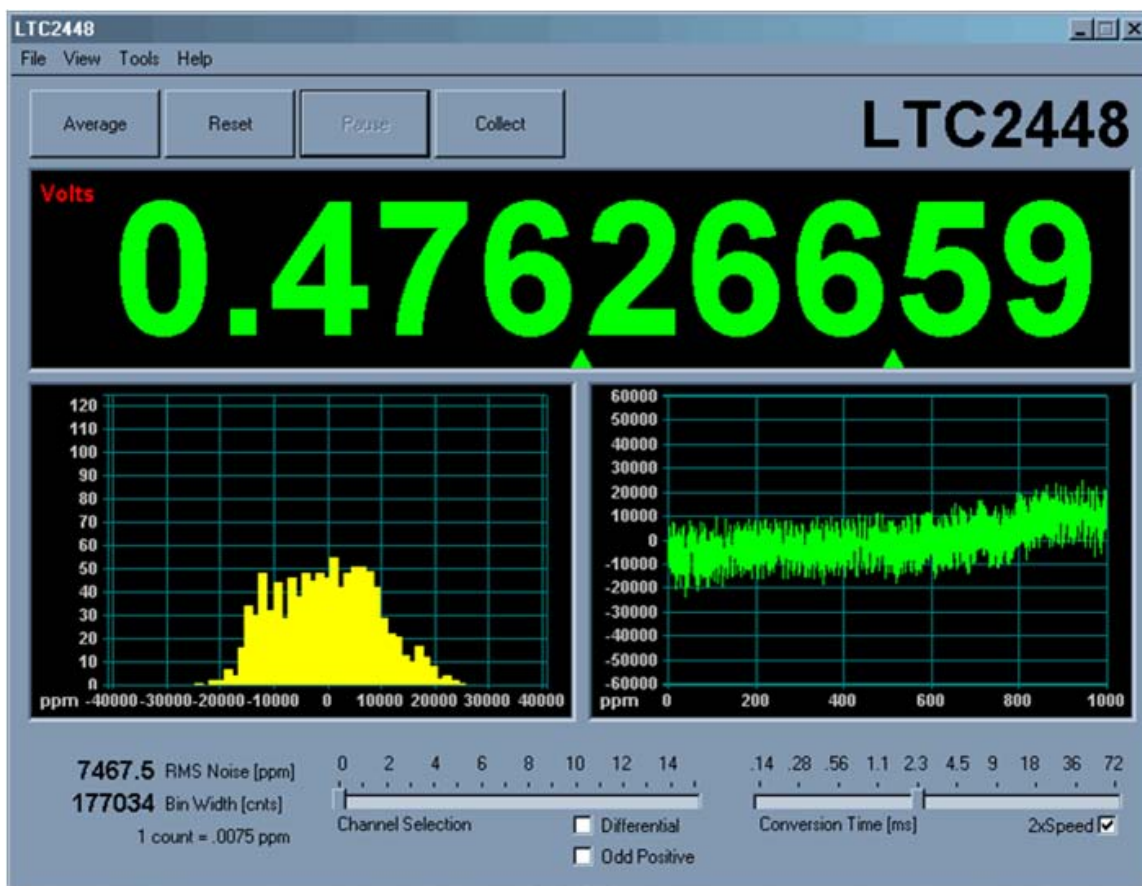 LTC2448
File View Tools Help
Average Reset Pause Collect LTC2448
Volts
0.47626659
120
110
100
90
80
70
60
50
40
30
20
10
0
ppm -40000 -30000 -20000 -10000 0 10000 20000 30000 40000
60000
50000
40000
30000
20000
10000
0
-10000
-20000
-30000
-40000
-50000
-60000
ppm 0 200 400 600 800 1000
7467.5 RMS Noise [ppm]
177034 Bin Width [cnts]
1 count = .0075 ppm
0 2 4 6 8 10 12 14
Channel Selection
Differential
Odd Positive
.14 .28 .56 1.1 2.3 4.5 9 18 36 72
Conversion Time [ms] 2xSpeed